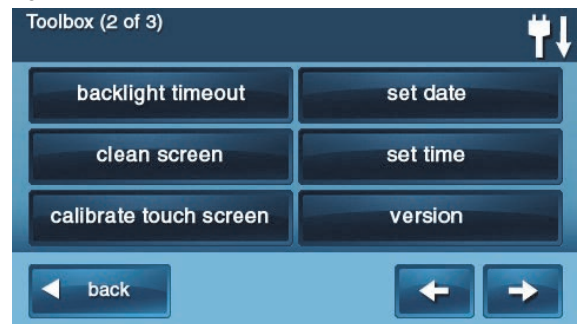 Toolbox (2 of 3)
backlight timeout
set date
clean screen
set time
calibrate touch screen
version
back